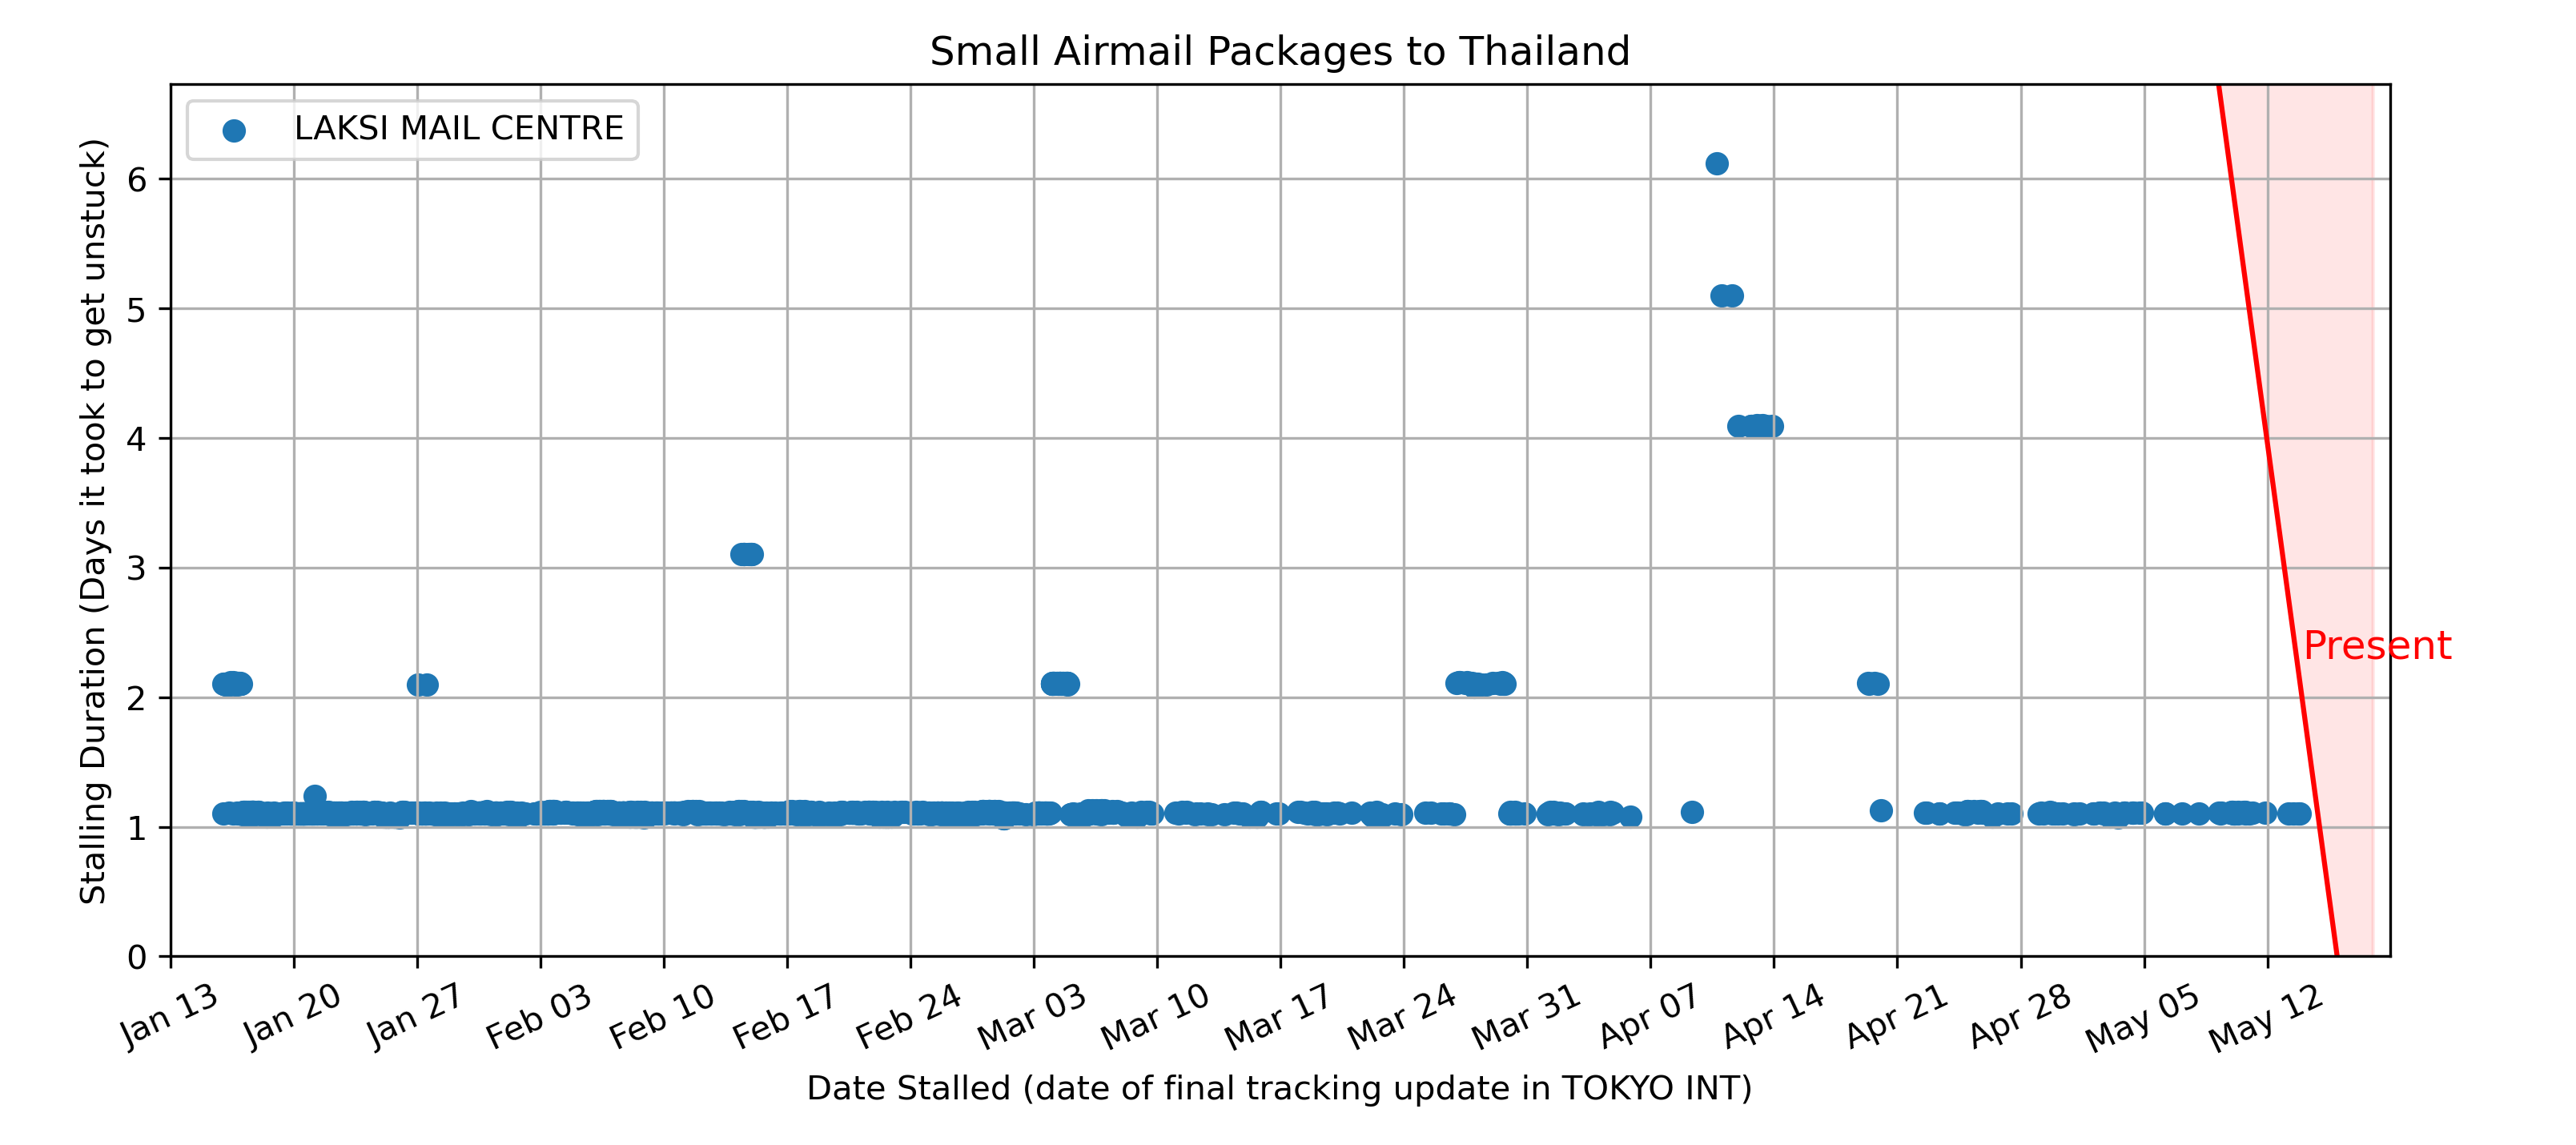 Small Airmail Packages to Thailand
LAKSI MAIL CENTRE
Stalling Duration (Days it took to get unstuck)
6
5
4
3
2
1
0
Present
Jan 13
Jan 20
Jan 27
Feb 03
Feb 10
Feb 17
Feb 24
Mar 03
Mar 10
Mar 17
Mar 24
Mar 31
Apr 07
Apr 14
Apr 21
Apr 28
May 05
May 12
Date Stalled (date of final tracking update in TOKYO INT)